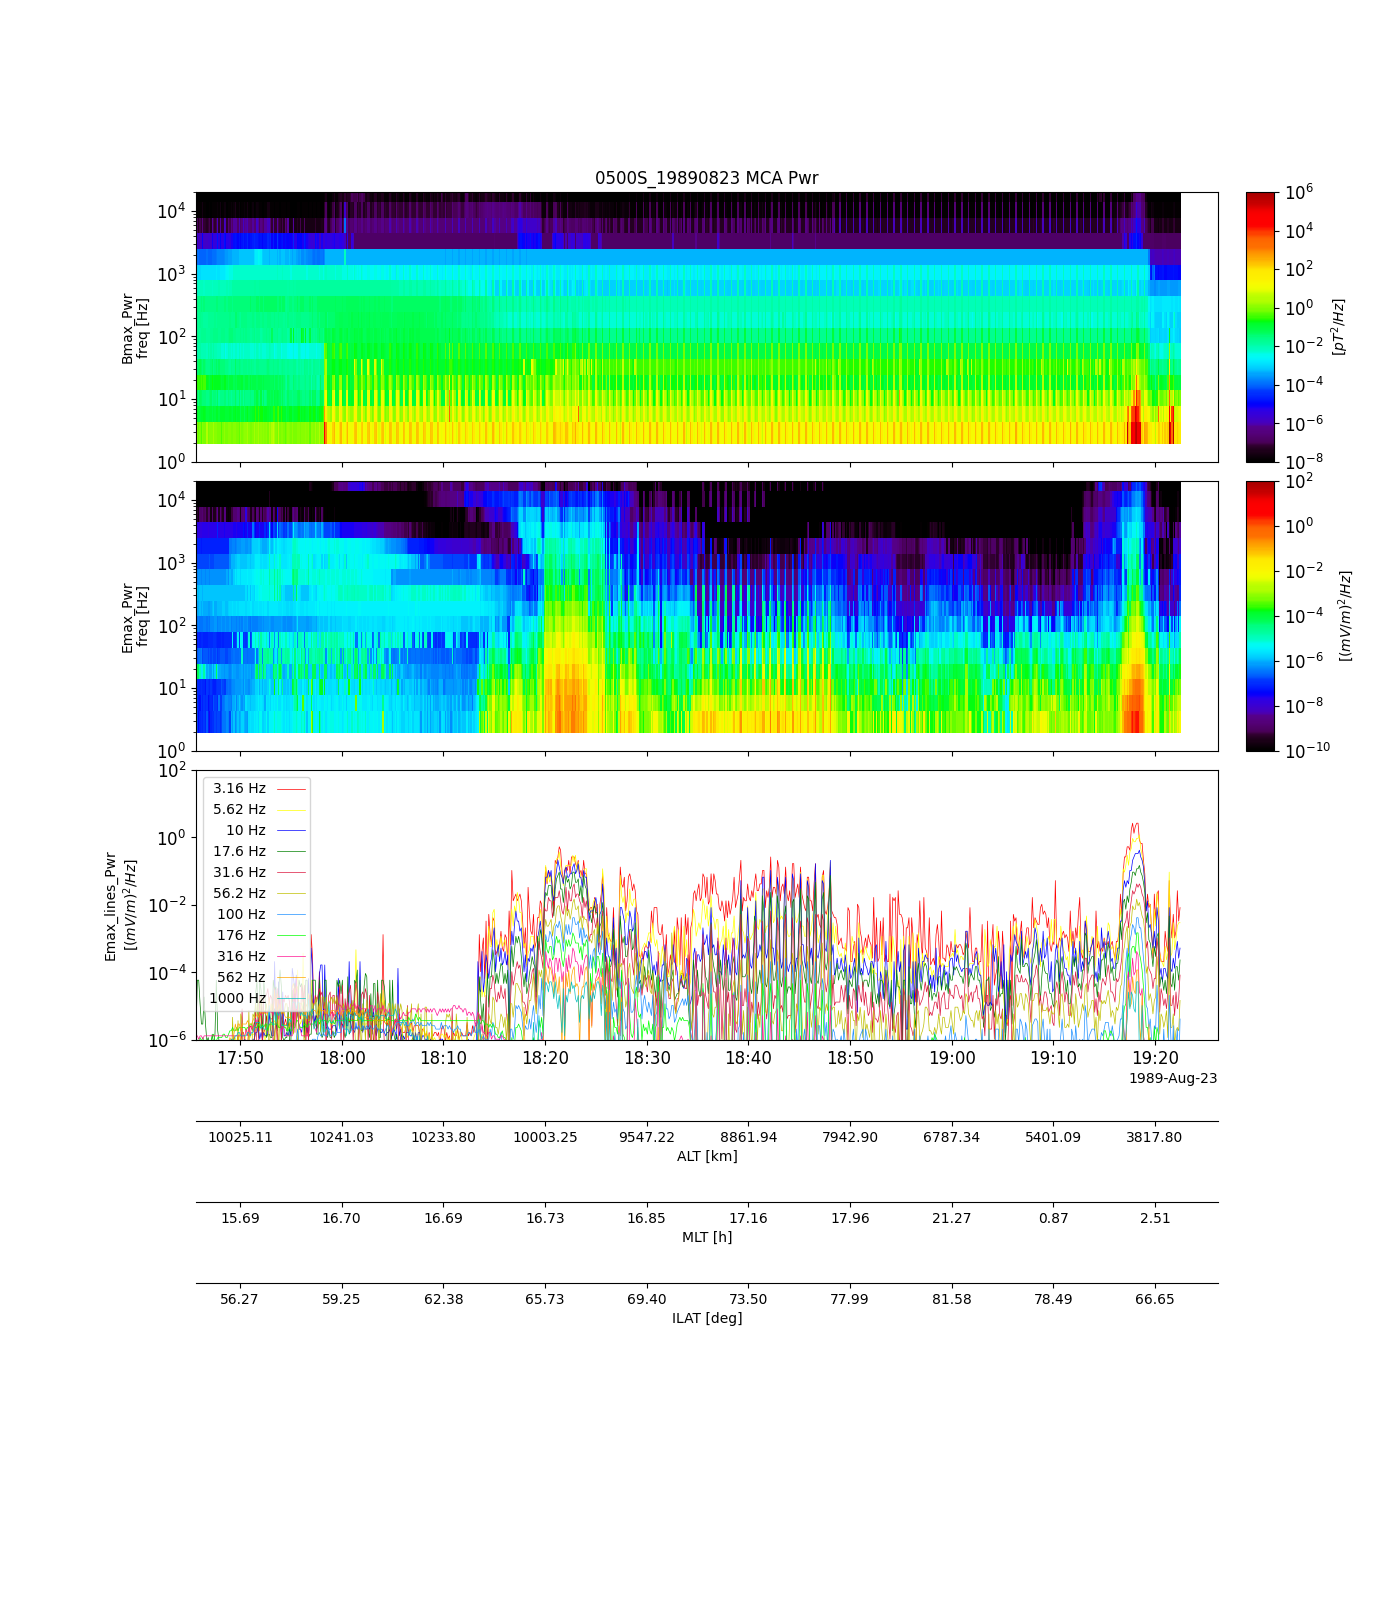 0500S_19890823 MCA Pwr
Bmax_Pwr
freq [Hz]
10^4
10^3
10^2
10^1
10^0
10^6
10^4
10^2
10^0
10^-2
10^-4
10^-6
10^-8
[pT^2/Hz]
Emax_Pwr
freq [Hz]
10^4
10^3
10^2
10^1
10^0
10^2
10^0
10^-2
10^-4
10^-6
10^-8
10^-10
[(mV/m)^2/Hz]
Emax_lines_Pwr
[(mV/m)^2/Hz]
10^2
10^0
10^-2
10^-4
10^-6
3.16 Hz
5.62 Hz
10 Hz
17.6 Hz
31.6 Hz
56.2 Hz
100 Hz
176 Hz
316 Hz
562 Hz
1000 Hz
17:50 18:00 18:10 18:20 18:30 18:40 18:50 19:00 19:10 19:20
1989-Aug-23
10025.11 10241.03 10233.80 10003.25 9547.22 8861.94 7942.90 6787.34 5401.09 3817.80
ALT [km]
15.69 16.70 16.69 16.73 16.85 17.16 17.96 21.27 0.87 2.51
MLT [h]
56.27 59.25 62.38 65.73 69.40 73.50 77.99 81.58 78.49 66.65
ILAT [deg]